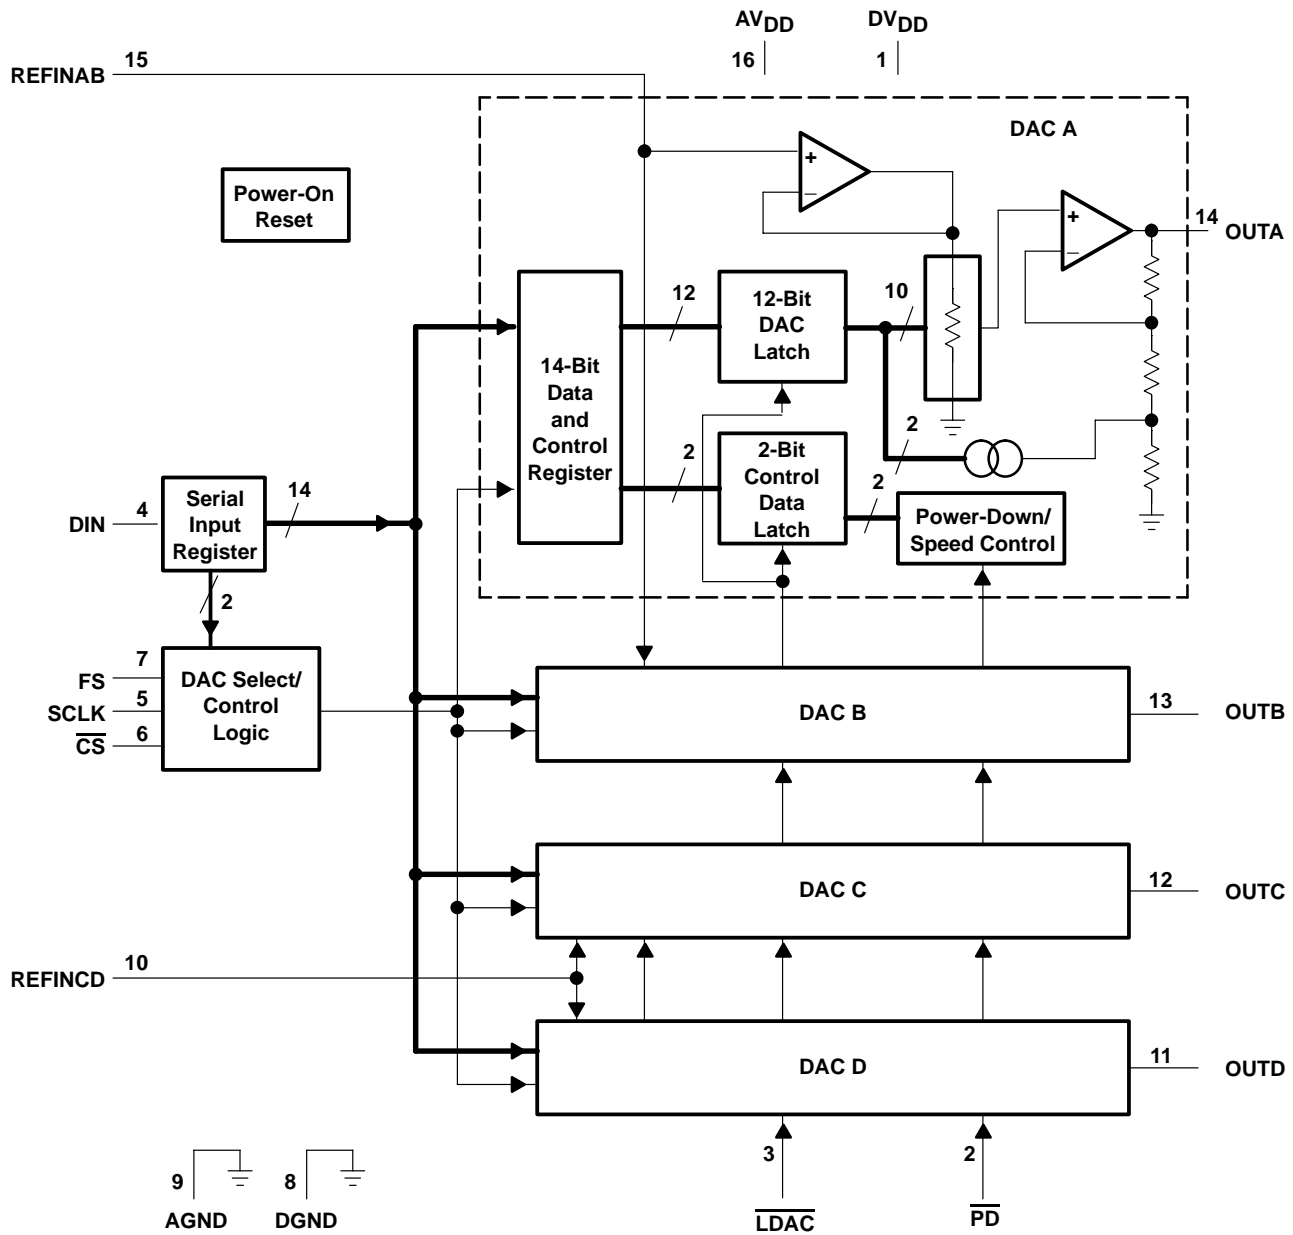 AVDD
DVDD
16
1
REFINAB
15
DAC A
Power-On
Reset
+
−
+
−
14
OUTA
12
12-Bit
DAC
Latch
10
14-Bit
Data
and
Control
Register
2
2-Bit
Control
Data
Latch
2
2
Power-Down/
Speed Control
DIN
4
Serial
Input
Register
14
2
FS
7
SCLK
5
CS
6
DAC Select/
Control
Logic
DAC B
13
OUTB
DAC C
12
OUTC
REFINCD
10
DAC D
11
OUTD
9
AGND
8
DGND
3
LDAC
2
PD